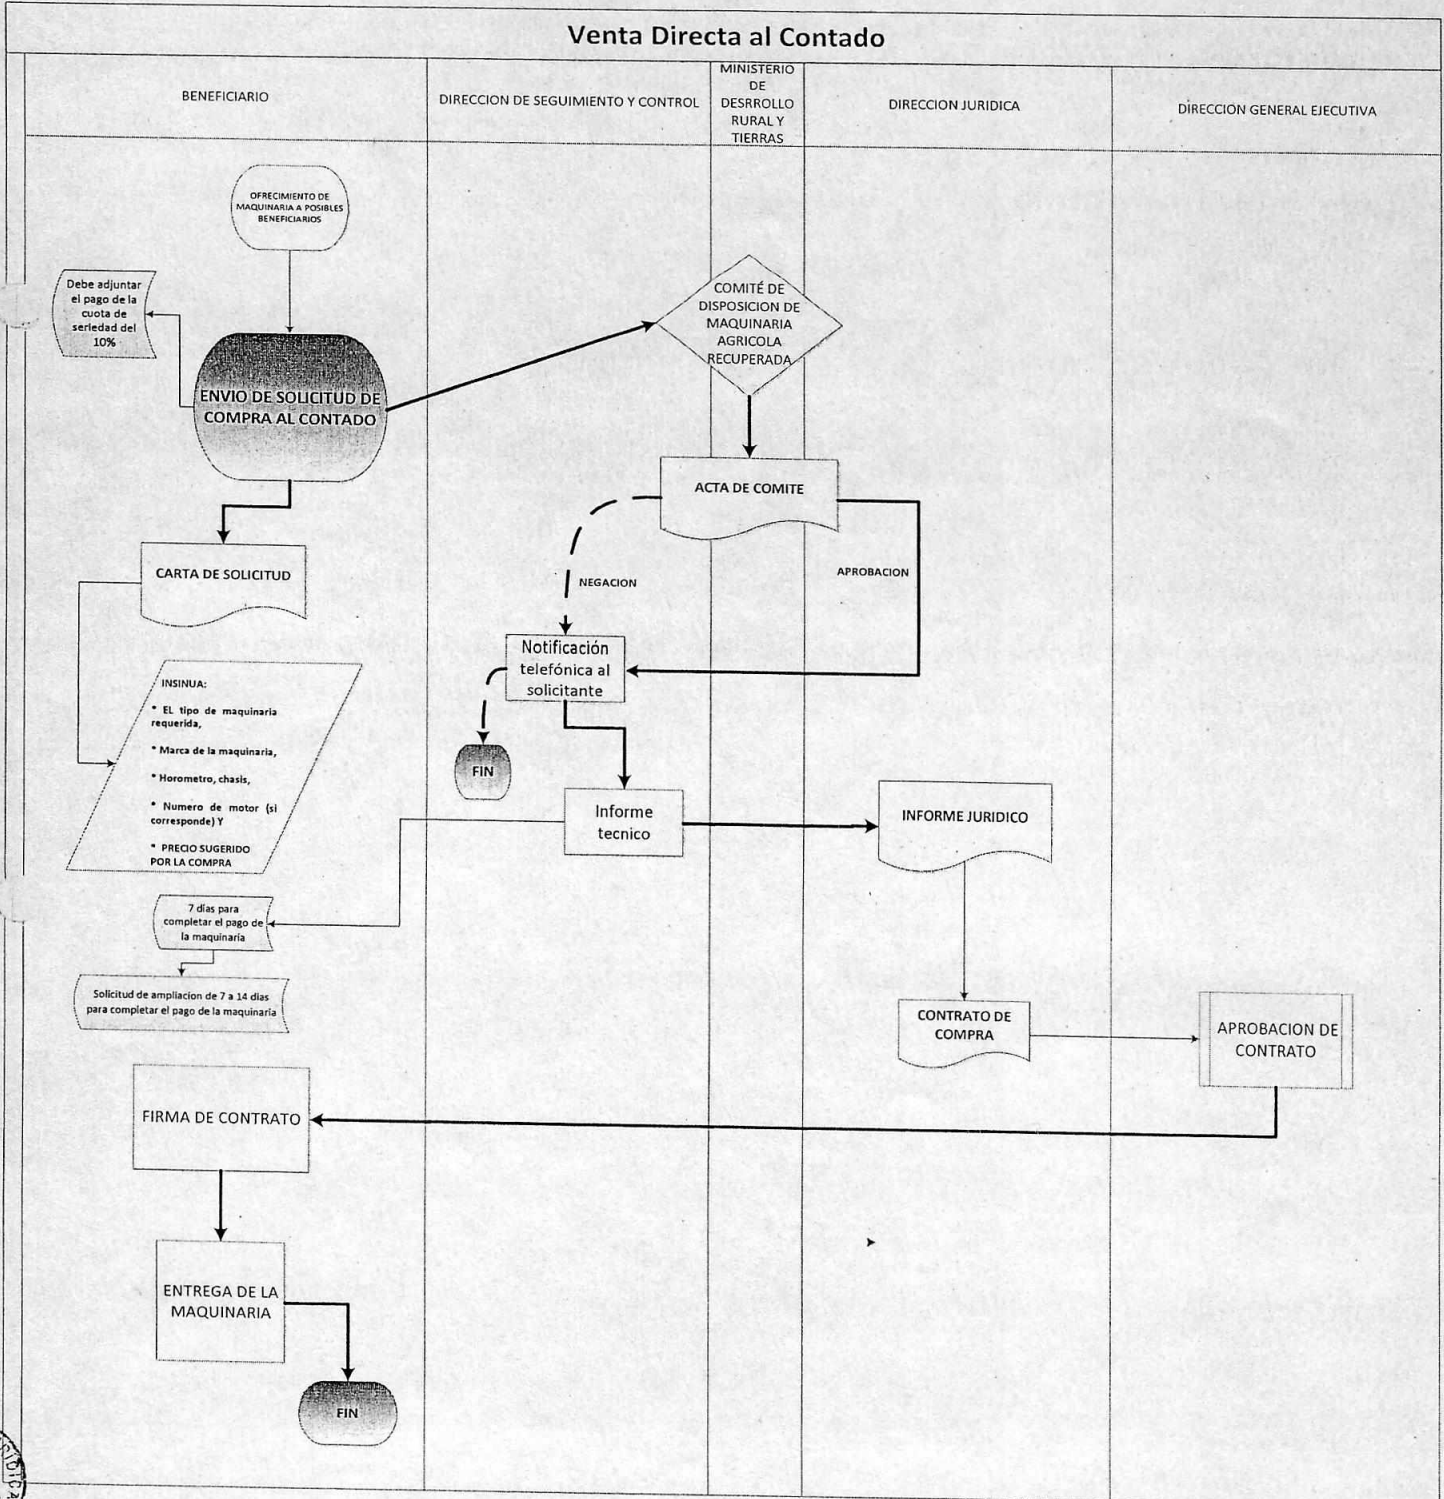 Venta Directa al Contado
BENEFICIARIO
DIRECCION DE SEGUIMIENTO Y CONTROL
MINISTERIO
DE
DESRROLLO
RURAL Y
TIERRAS
DIRECCION JURIDICA
DIRECCION GENERAL EJECUTIVA
OFRECIMIENTO DE
MAQUINARIA A POSIBLES
BENEFICIARIOS
Debe adjuntar
el pago de la
cuota de
seriedad del
10%
ENVIO DE SOLICITUD DE
COMPRA AL CONTADO
COMITÉ DE
DISPOSICION DE
MAQUINARIA
AGRICOLA
RECUPERADA
ACTA DE COMITE
NEGACION
APROBACION
CARTA DE SOLICITUD
INSINUA:
* EL tipo de maquinaria
requerida,
* Marca de la maquinaria,
* Horometro, chasis,
* Numero de motor (si
corresponde) Y
* PRECIO SUGERIDO
POR LA COMPRA
Notificación
telefónica al
solicitante
FIN
Informe
tecnico
INFORME JURIDICO
7 dias para
completar el pago de
la maquinaria
Solicitud de ampliacion de 7 a 14 dias
para completar el pago de la maquinaria
CONTRATO DE
COMPRA
APROBACION DE
CONTRATO
FIRMA DE CONTRATO
ENTREGA DE LA
MAQUINARIA
FIN